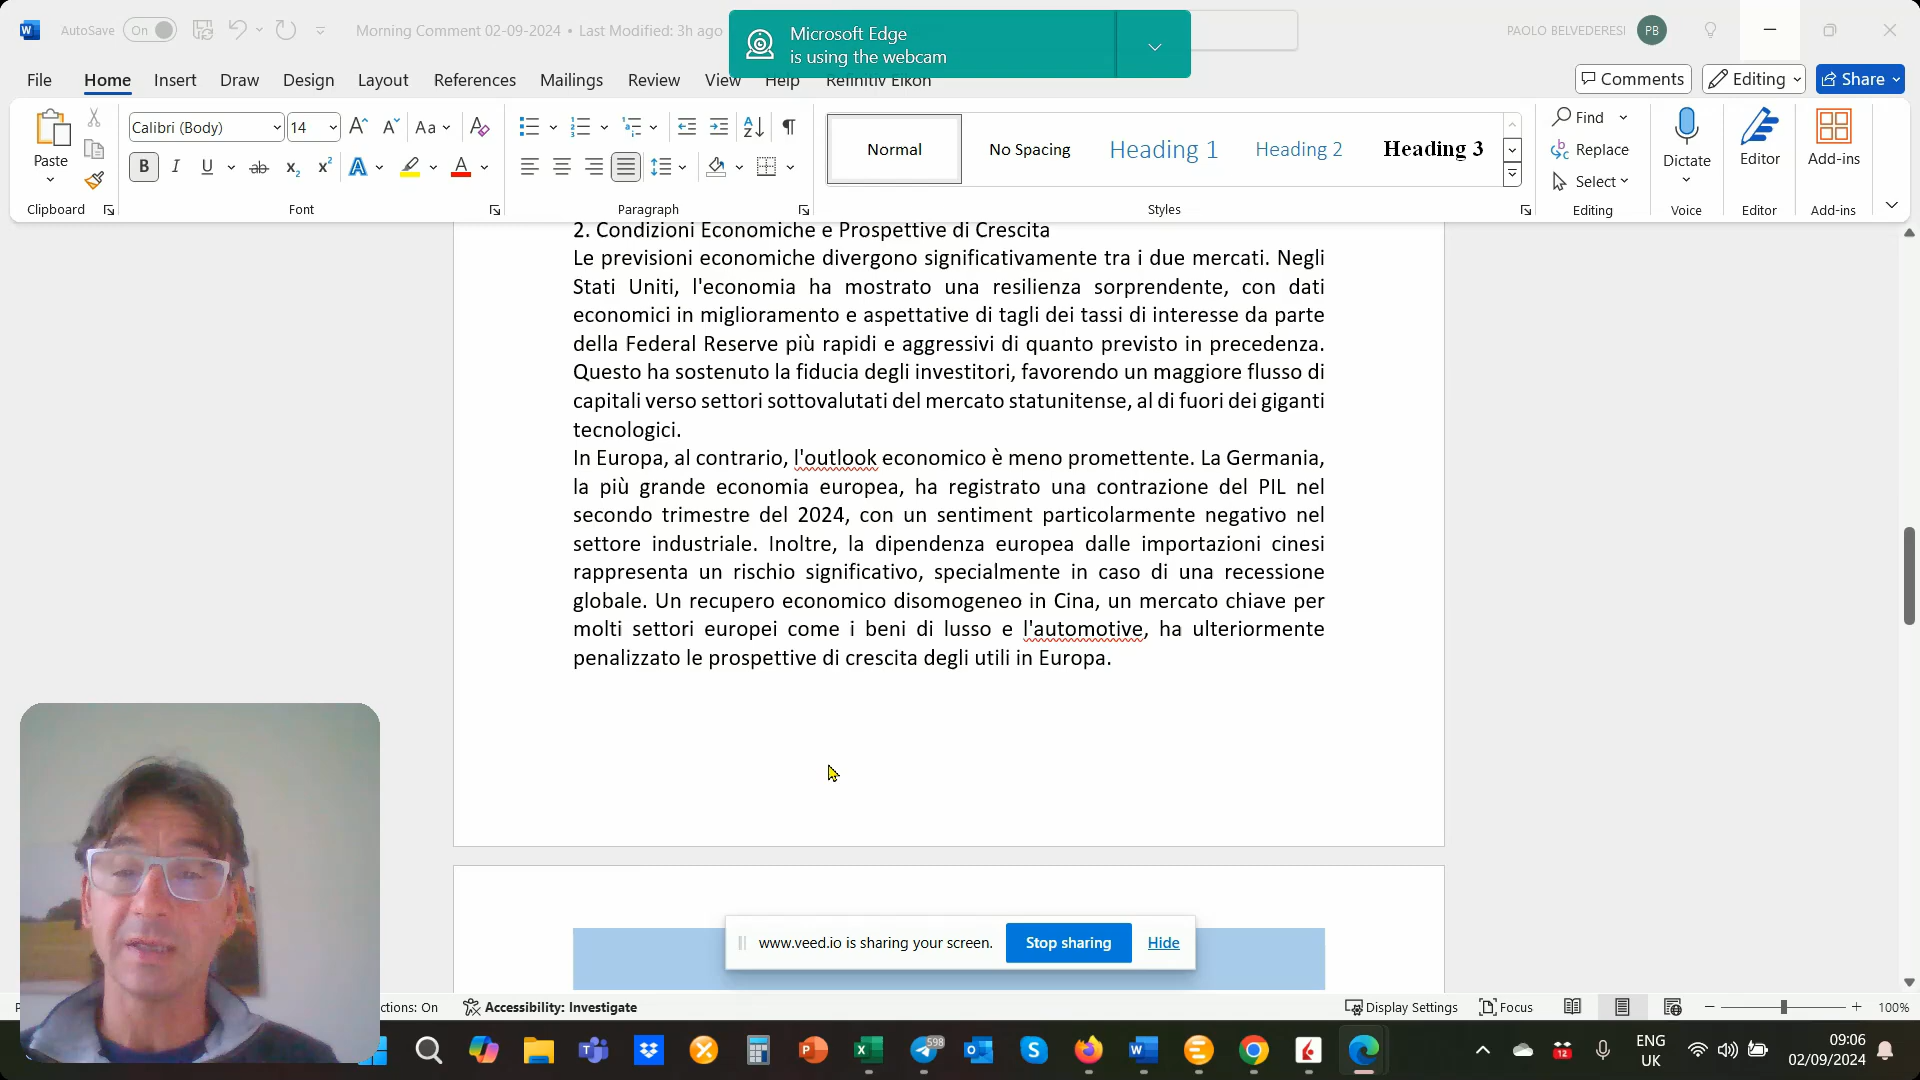 AutoSave On
Morning Comment 02-09-2024 • Last Modified: 3h ago
Microsoft Edge
is using the webcam
PAOLO BELVEDERESI PB
File Home Insert Draw Design Layout References Mailings Review View Help Refinitiv Eikon
Comments Editing Share
Paste
Calibri (Body) 14
Normal No Spacing Heading 1 Heading 2 Heading 3
Find
Replace
Select
Dictate
Editor
Add-ins
Clipboard Font Paragraph Styles Editing Voice Editor Add-ins
2. Condizioni Economiche e Prospettive di Crescita
Le previsioni economiche divergono significativamente tra i due mercati. Negli
Stati Uniti, l'economia ha mostrato una resilienza sorprendente, con dati
economici in miglioramento e aspettative di tagli dei tassi di interesse da parte
della Federal Reserve più rapidi e aggressivi di quanto previsto in precedenza.
Questo ha sostenuto la fiducia degli investitori, favorendo un maggiore flusso di
capitali verso settori sottovalutati del mercato statunitense, al di fuori dei giganti
tecnologici.
In Europa, al contrario, l'outlook economico è meno promettente. La Germania,
la più grande economia europea, ha registrato una contrazione del PIL nel
secondo trimestre del 2024, con un sentiment particolarmente negativo nel
settore industriale. Inoltre, la dipendenza europea dalle importazioni cinesi
rappresenta un rischio significativo, specialmente in caso di una recessione
globale. Un recupero economico disomogeneo in Cina, un mercato chiave per
molti settori europei come i beni di lusso e l'automotive, ha ulteriormente
penalizzato le prospettive di crescita degli utili in Europa.
www.veed.io is sharing your screen. Stop sharing Hide
ctions: On Accessibility: Investigate
Display Settings Focus 100%
598
12
ENG
UK
09:06
02/09/2024